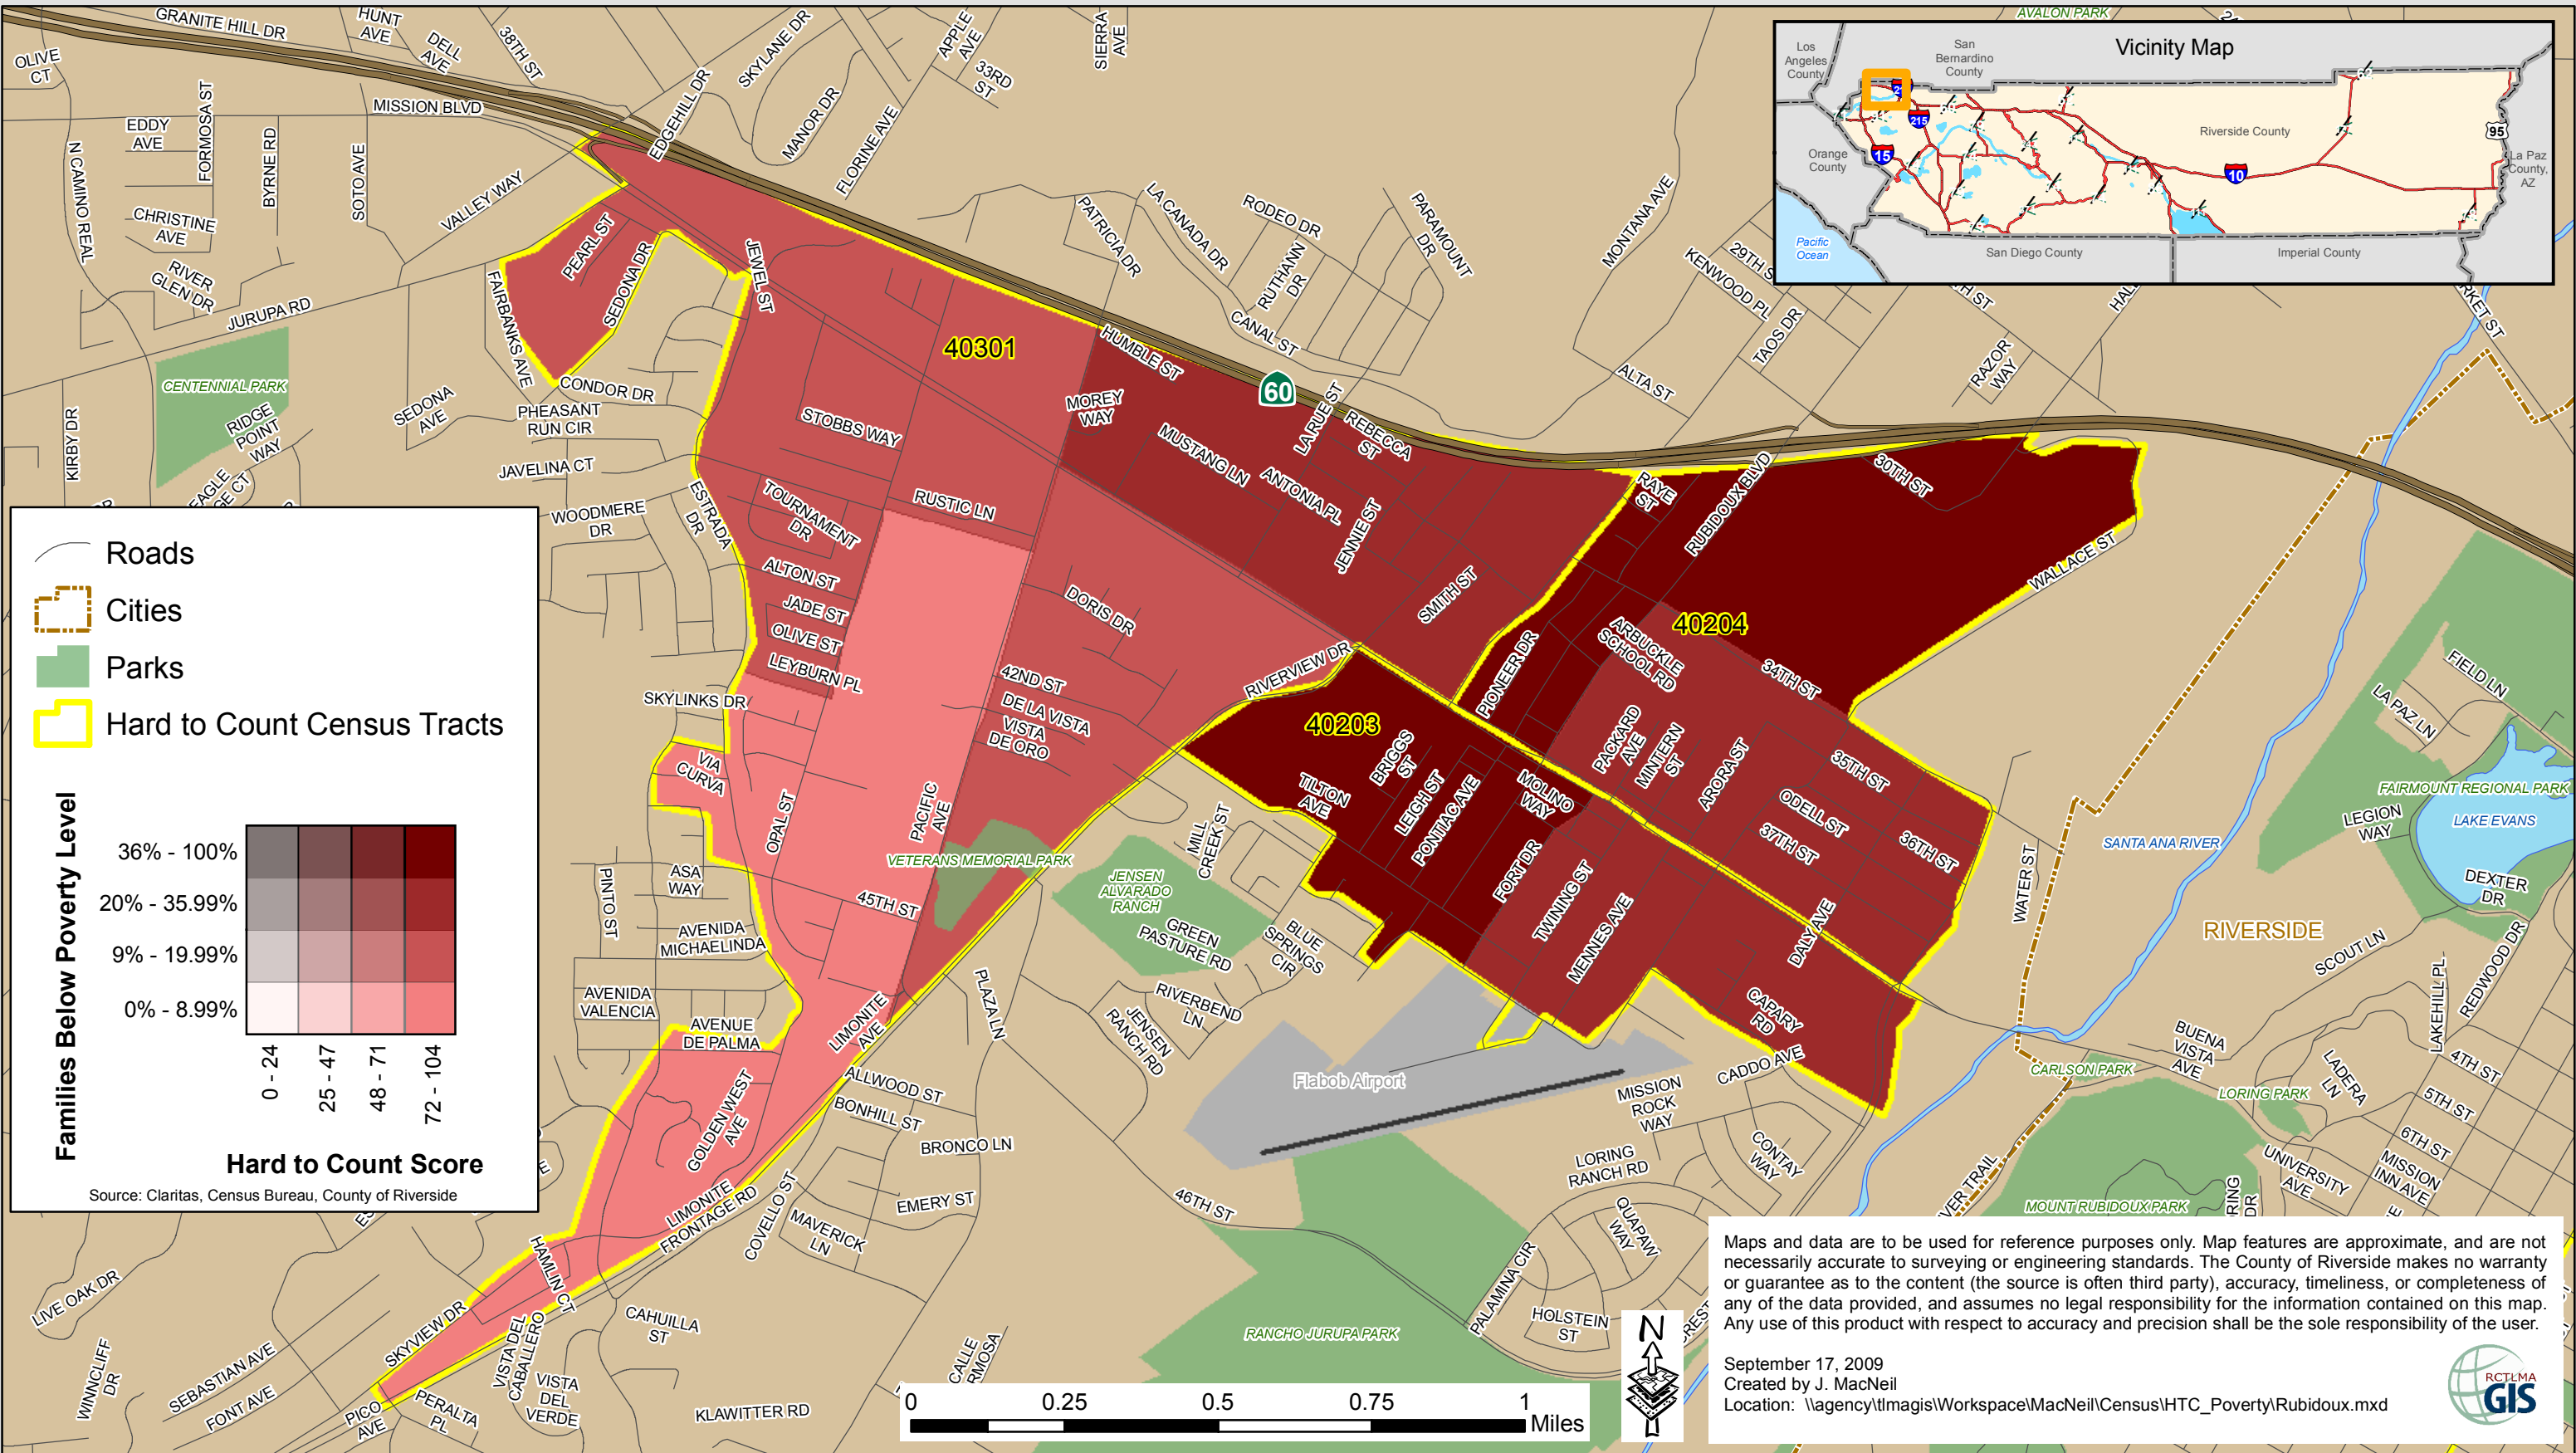 GRANITE HILL DR
HUNT
AVE
DELL
AVE
38TH ST
SKYLANE DR
APPLE
AVE
33RD
ST
SIERRA
AVE
AVALON PARK
OLIVE
CT
MISSION BLVD
EDGEHILL DR
MANOR DR
FLORINE AVE
EDDY
AVE
FORMOSA ST
BYRNE RD
SOTO AVE
N CAMINO REAL
CHRISTINE
AVE
VALLEY WAY
RIVER
GLEN DR
JURUPA RD
PEARL ST
SEDONA DR
FAIRBANKS AVE
JEWEL ST
PATRICIA DR
LA CANADA DR
RODEO DR
RUTHANN
DR
PARAMOUNT
DR
CANAL ST
MONTANA AVE
29TH S
KENWOOD PL
TAOS DR
TH ST
HAL
RAZOR
WAY
RKET ST
ALTA ST
Vicinity Map
Los
Angeles
County
San
Bernardino
County
Orange
County
Riverside County
La Paz
County,
AZ
Pacific
Ocean
San Diego County
Imperial County
215
15
10
95
CENTENNIAL PARK
RIDGE
POINT
WAY
KIRBY DR
EAGLE
GE CT
SEDONA
AVE
CONDOR DR
PHEASANT
RUN CIR
JAVELINA CT
WOODMERE
DR
ESTRADA
DR
40301
HUMBLE ST
60
MOREY
WAY
STOBBS WAY
MUSTANG LN
LA RUE ST
REBECCA
ST
ANTONIA PL
JENNIE ST
SMITH ST
RAYE
ST
RUBIDOUX BLVD
30TH ST
WALLACE ST
TOURNAMENT
DR
RUSTIC LN
ALTON ST
JADE ST
OLIVE ST
LEYBURN PL
DORIS DR
RIVERVIEW DR
42ND ST
DE LA VISTA
VISTA
DE ORO
40204
ARBUCKLE
SCHOOL RD
34TH ST
PIONEER DR
40203
BRIGGS
ST
LEIGH ST
PONTIAC AVE
TILTON
AVE
MOLINO
WAY
PACKARD
AVE
MINTERN
ST
ARORA ST
35TH ST
ODELL ST
37TH ST
36TH ST
FORT DR
TWINING ST
MENNES AVE
DALY AVE
CAPARY
RD
CADDO AVE
SKYLINKS DR
VIA
CURVA
OPAL ST
PACIFIC
AVE
VETERANS MEMORIAL PARK
45TH ST
ASA
WAY
PINTO ST
AVENIDA
MICHAELINDA
AVENIDA
VALENCIA
AVENUE
DE PALMA
LIMONITE
AVE
PLAZA LN
MILL
CREEK ST
JENSEN
ALVARADO
RANCH
GREEN
PASTURE RD
BLUE
SPRINGS
CIR
RIVERBEND
LN
JENSEN
RANCH RD
Flabob Airport
WATER ST
SANTA ANA RIVER
RIVERSIDE
FIELD LN
LA PAZ LN
FAIRMOUNT REGIONAL PARK
LEGION
WAY
LAKE EVANS
DEXTER
DR
SCOUT LN
LAKEHILL PL
REDWOOD DR
CARLSON PARK
BUENA
VISTA
AVE
LADERA
LN
LORING PARK
4TH ST
5TH ST
6TH ST
UNIVERSITY
AVE
MISSION
INN AVE
MOUNT RUBIDOUX PARK
RING
DR
IVER TRAIL
ALLWOOD ST
BONHILL ST
BRONCO LN
EMERY ST
GOLDEN WEST
AVE
LIMONITE
FRONTAGE RD
COVELLO ST
MAVERICK
LN
46TH ST
MISSION
ROCK
WAY
LORING
RANCH RD
CONTAY
WAY
QUAPAW
WAY
PALAMINA CIR
HOLSTEIN
ST
CREST
RANCHO JURUPA PARK
LIVE OAK DR
WINNCLIFF
DR
SEBASTIAN AVE
FONT AVE
SKYVIEW DR
HAMLIN CT
PICO
AVE
PERALTA
PL
VISTA DEL
CABALLERO
VISTA
DEL
VERDE
CAHUILLA
ST
KLAWITTER RD
CALLE
RMOSA
Roads
Cities
Parks
Hard to Count Census Tracts
Families Below Poverty Level
36% - 100%
20% - 35.99%
9% - 19.99%
0% - 8.99%
0 - 24
25 - 47
48 - 71
72 - 104
Hard to Count Score
Source: Claritas, Census Bureau, County of Riverside
0 0.25 0.5 0.75 1
Miles
N
Maps and data are to be used for reference purposes only. Map features are approximate, and are not
necessarily accurate to surveying or engineering standards. The County of Riverside makes no warranty
or guarantee as to the content (the source is often third party), accuracy, timeliness, or completeness of
any of the data provided, and assumes no legal responsibility for the information contained on this map.
Any use of this product with respect to accuracy and precision shall be the sole responsibility of the user.
September 17, 2009
Created by J. MacNeil
Location: \\agency\tlmagis\Workspace\MacNeil\Census\HTC_Poverty\Rubidoux.mxd
RCTLMA
GIS